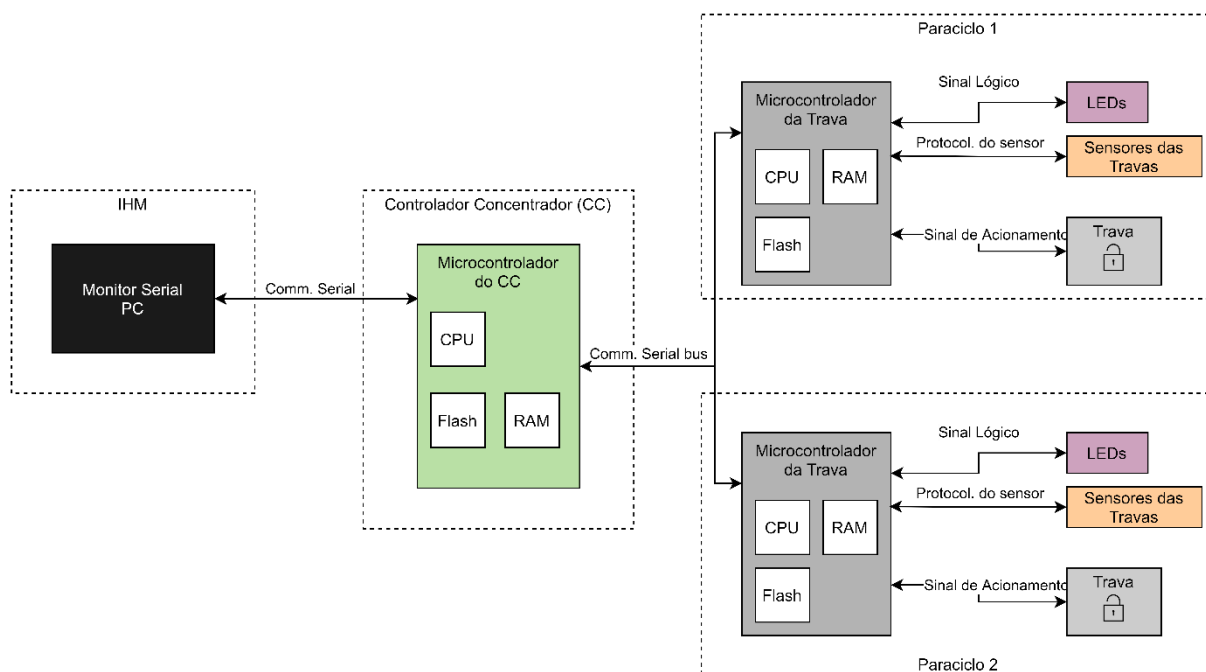 IHM
Monitor Serial
PC
Comm. Serial
Controlador Concentrador (CC)
Microcontrolador
do CC
CPU
Flash
RAM
Comm. Serial bus
Paraciclo 1
Microcontrolador
da Trava
CPU
RAM
Flash
Sinal Lógico
LEDs
Protocol. do sensor
Sensores das
Travas
Sinal de Acionamento
Trava
Microcontrolador
da Trava
CPU
RAM
Flash
Sinal Lógico
LEDs
Protocol. do sensor
Sensores das
Travas
Sinal de Acionamento
Trava
Paraciclo 2